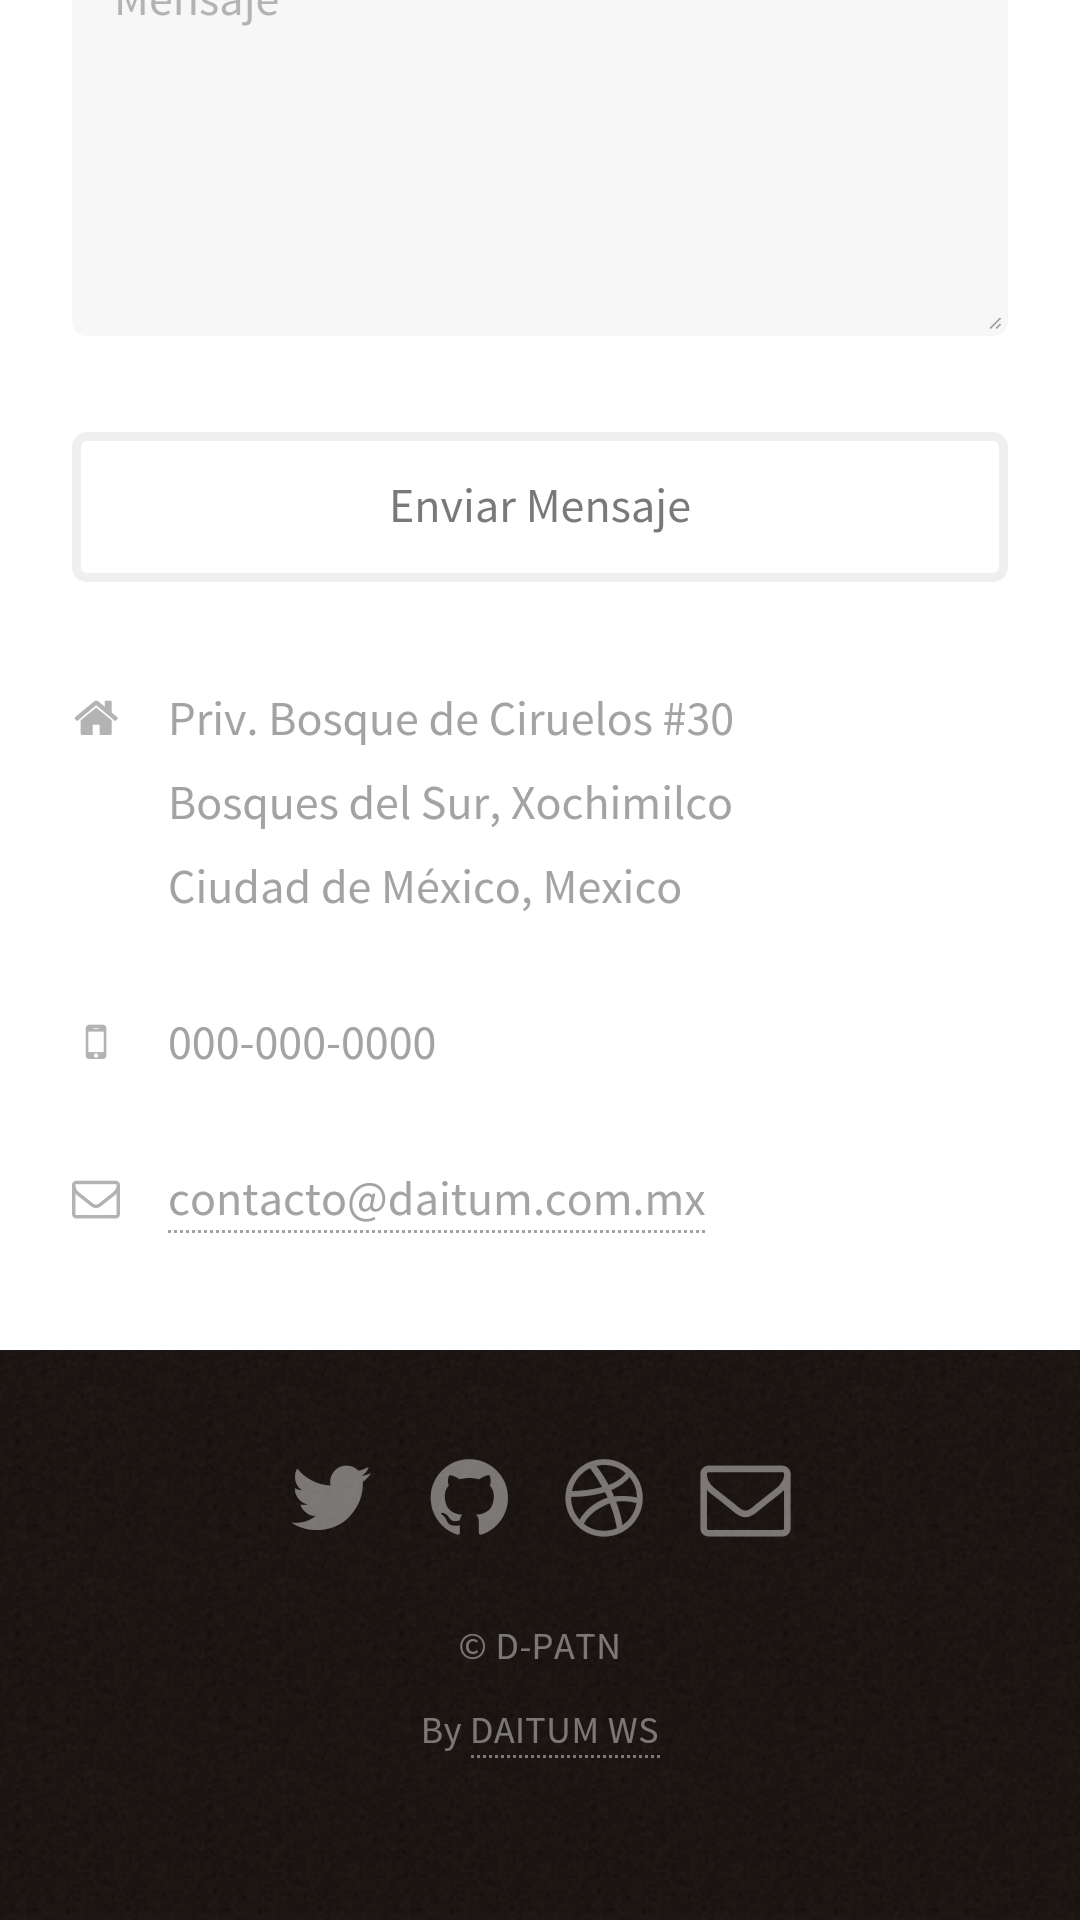 Mensaje
Enviar Mensaje
Priv. Bosque de Ciruelos #30
Bosques del Sur, Xochimilco
Ciudad de México, Mexico
000-000-0000
contacto@daitum.com.mx
© D-PATN
By DAITUM WS